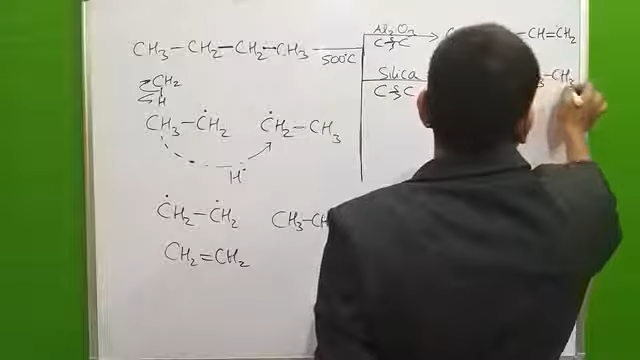 Al₂O₃
CH₃—CH₂—CH₂—CH₃ —CH=CH₂
500°C C-C
Silica —CH₃
C-C
CH₂
H
CH₃—ĊH₂ ĊH₂—CH₃
H
ĊH₂—ĊH₂ CH₃—CH
CH₂=CH₂